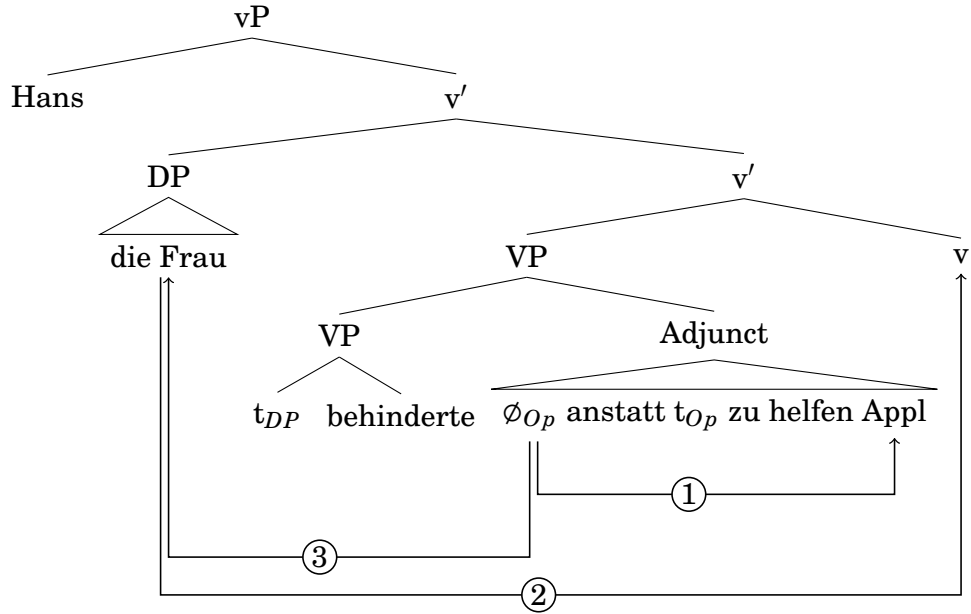 vP
Hans
v′
DP
v′
die Frau
VP
v
VP
Adjunct
t_DP behinderte
∅_Op anstatt t_Op zu helfen Appl
①
③
②